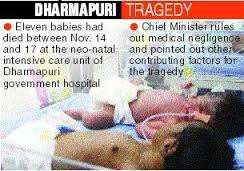 DHARMAPURI TRAGEDY
● Eleven babies had
died between Nov. 14
and 17 at the neo-natal
intensive care unit of
Dharmapuri
government hospital
● Chief Minister rules
out medical negligence
and pointed out other
contributing factors for
the tragedy